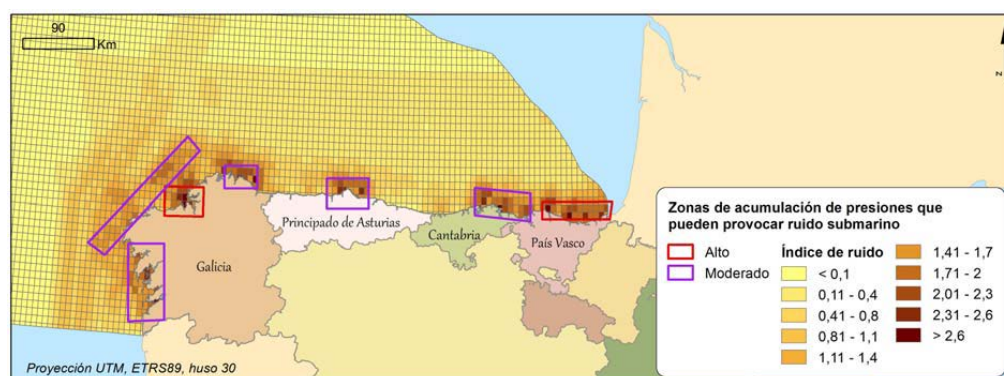 90
Km
N
Galicia
Principado de Asturias
Cantabria
País Vasco
Proyección UTM, ETRS89, huso 30
Zonas de acumulación de presiones que
pueden provocar ruido submarino
Alto
Moderado
Índice de ruido
< 0,1
0,11 - 0,4
0,41 - 0,8
0,81 - 1,1
1,11 - 1,4
1,41 - 1,7
1,71 - 2
2,01 - 2,3
2,31 - 2,6
> 2,6